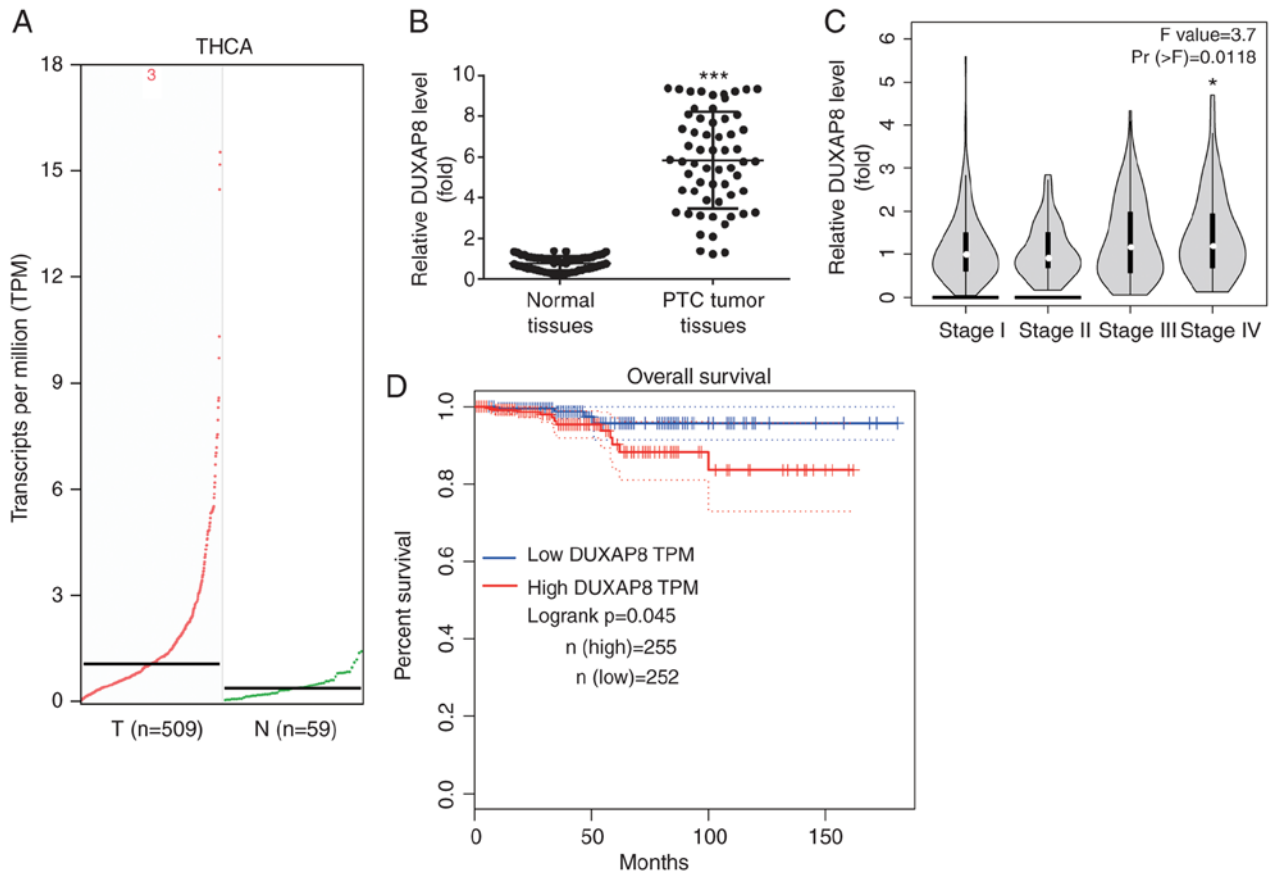 A
THCA
Transcripts per million (TPM)
18
15
12
9
6
3
0
3
T (n=509)
N (n=59)
B
Relative DUXAP8 level
(fold)
10
8
6
4
2
0
***
Normal
tissues
PTC tumor
tissues
C
Relative DUXAP8 level
(fold)
6
5
4
3
2
1
0
F value=3.7
Pr (>F)=0.0118
*
Stage I
Stage II
Stage III
Stage IV
D
Overall survival
Percent survival
1.0
0.8
0.6
0.4
0.2
0.0
Low DUXAP8 TPM
High DUXAP8 TPM
Logrank p=0.045
n (high)=255
n (low)=252
0
50
100
150
Months